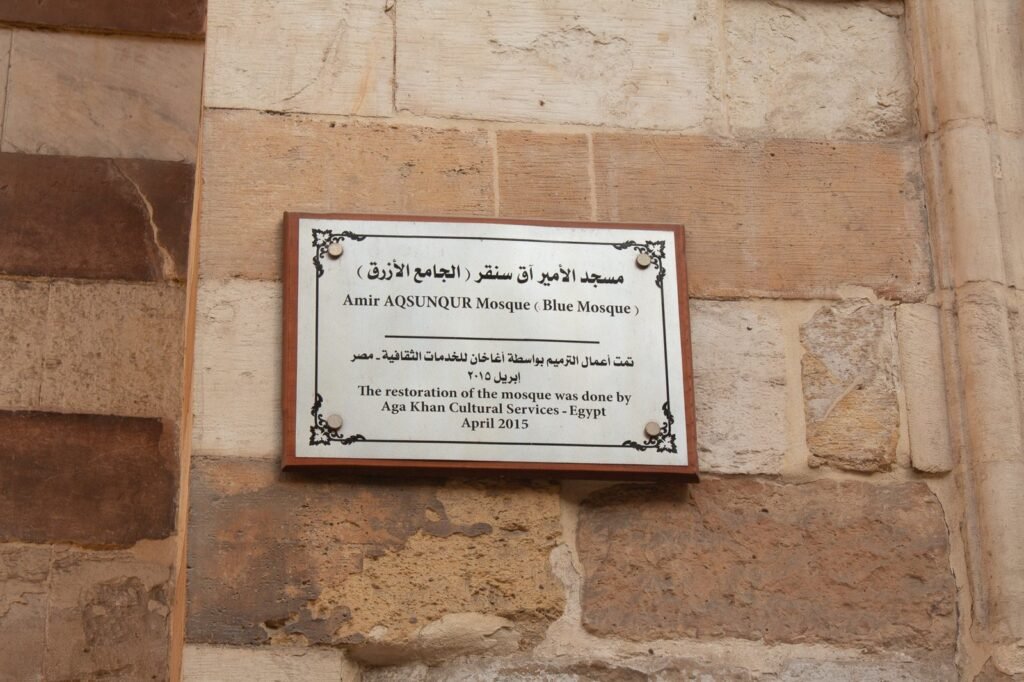 مسجد الأمير آق سنقر ( الجامع الأزرق )
Amir AQSUNQUR Mosque ( Blue Mosque )
تمت أعمال الترميم بواسطة أغاخان للخدمات الثقافية - مصر
إبريل ٢٠١٥
The restoration of the mosque was done by
Aga Khan Cultural Services - Egypt
April 2015